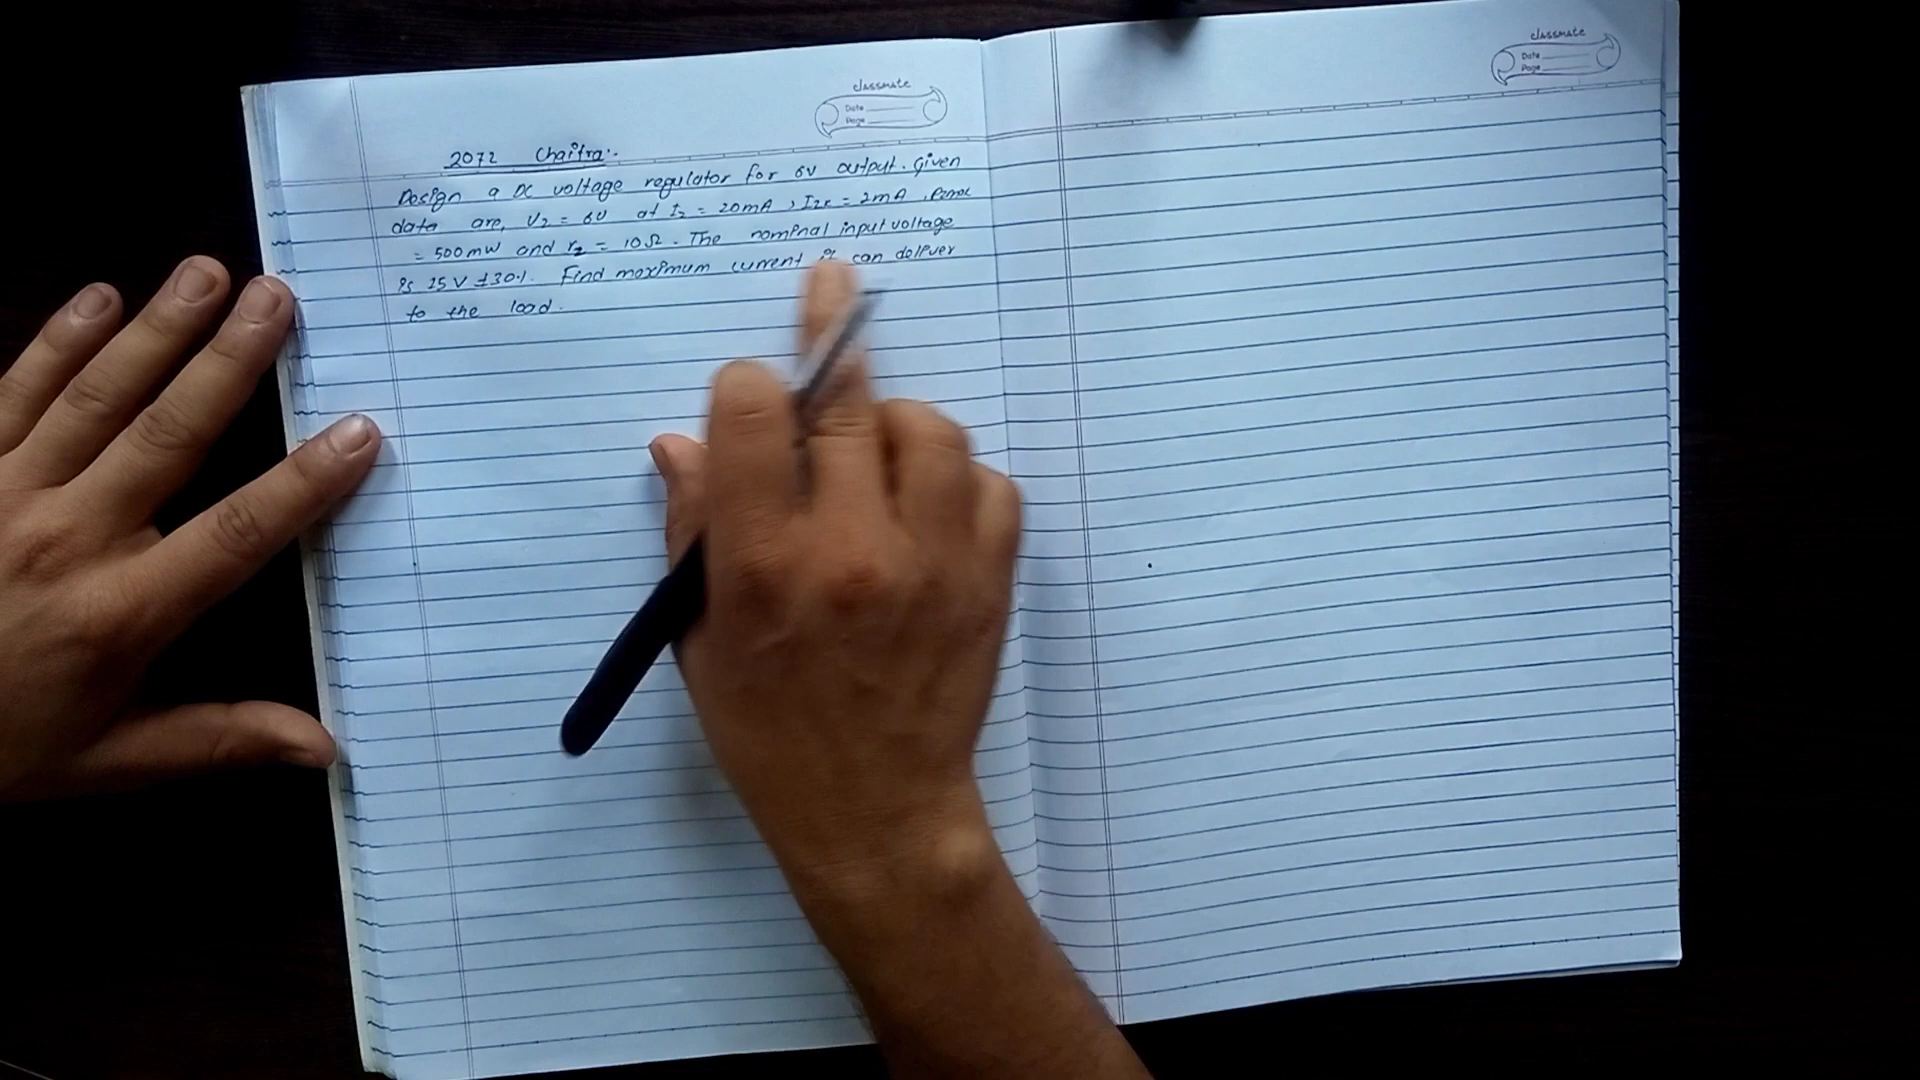 classmate
Date
Page
classmate
Date
Page
2072 Chaitra:-
Design a DC voltage regulator for 6V output. Given
data are, Vz = 6V at Iz = 20mA, Izk = 2mA, Pzmax
= 500mW and rz = 10Ω. The nominal input voltage
is 15V ±30%. Find maximum current it can deliver
to the load.